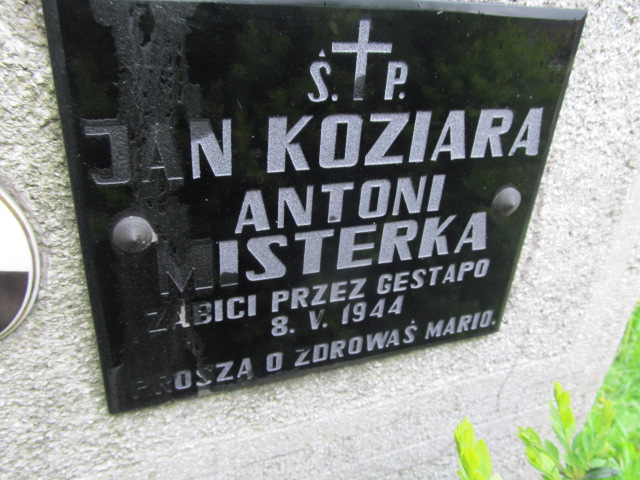 Ś. P.
JAN KOZIARA
ANTONI
MISTERKA
ZABICI PRZEZ GESTAPO
8. V. 1944
PROSZĄ O ZDROWAŚ MARIO.